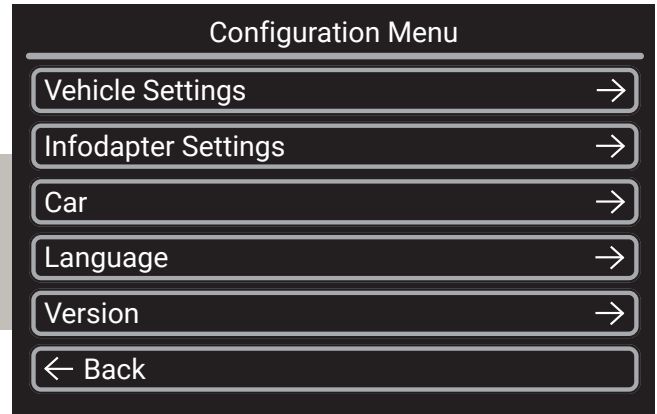 Configuration Menu
Vehicle Settings →
Infodapter Settings →
Car →
Language →
Version →
← Back